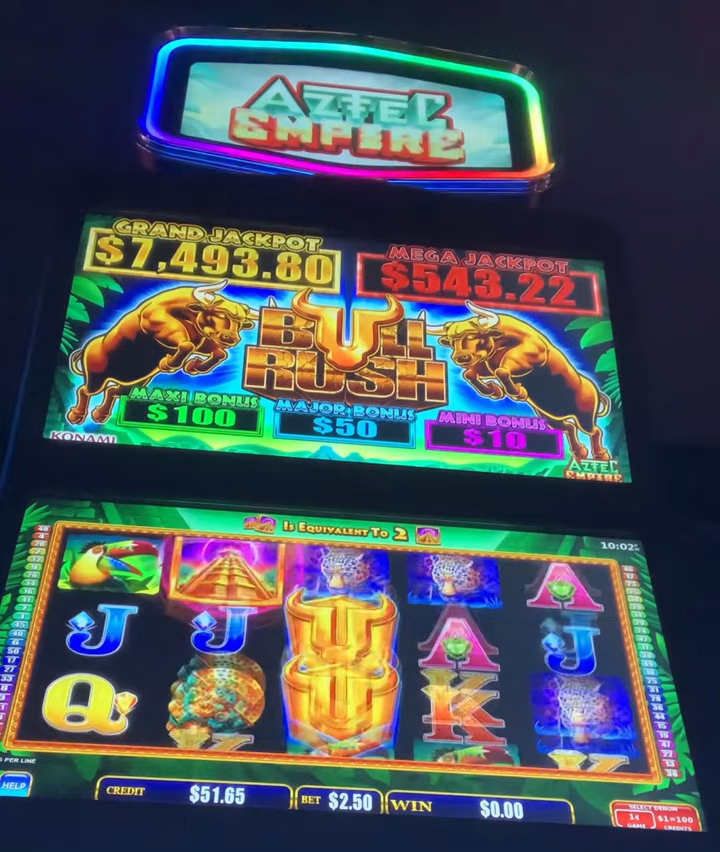 AZTEC
EMPIRE
GRAND JACKPOT
$7,493.80
MEGA JACKPOT
$543.22
BULL
RUSH
MAXI BONUS
$100
MAJOR BONUS
$50
MINI BONUS
$10
KONAMI
AZTEC
EMPIRE
IS EQUIVALENT TO 2
10:02
A
J
J
A
J
Q
K
K
K
PER LINE
HELP
CREDIT
$51.65
BET $2.50
WIN
$0.00
SELECT DENOM
1¢
GAME
$1=100
CREDITS